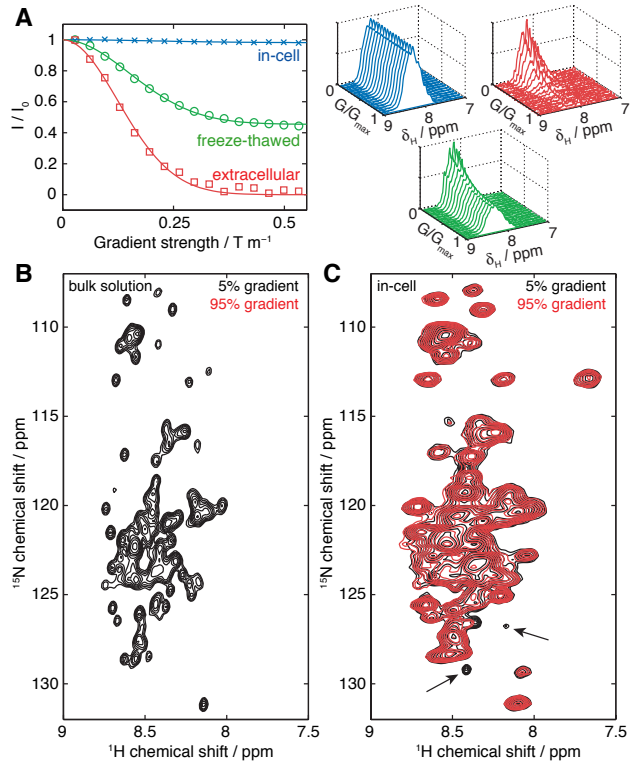 A
I / I₀
1
0.8
0.6
0.4
0.2
0
0
0.25
0.5
Gradient strength / T m⁻¹
in-cell
freeze-thawed
extracellular
0
G/Gmax
1
9
8
7
δH / ppm
0
G/Gmax
1
9
8
7
δH / ppm
0
G/Gmax
1
9
8
7
δH / ppm
B
bulk solution
5% gradient
95% gradient
110
115
120
125
130
¹⁵N chemical shift / ppm
9
8.5
8
7.5
¹H chemical shift / ppm
C
in-cell
5% gradient
95% gradient
110
115
120
125
130
¹⁵N chemical shift / ppm
9
8.5
8
7.5
¹H chemical shift / ppm